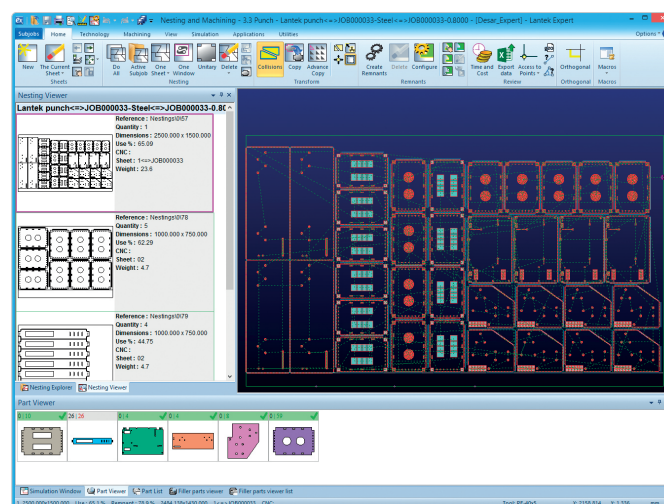 Nesting and Machining - 3.3 Punch - Lantek punch<=>JOB000033-Steel<=>JOB000033-0.8000 - [Desar_Expert] - Lantek Expert
Subjobs Home Technology Machining View Simulation Applications Utilities Options
New The Current Sheet Do All Active Subjob One Sheet One Window Unitary Delete Collisions Copy Advance Copy Create Remnants Delete Configure Time and Cost Export data Access to Points Orthogonal Macros
Sheets Nesting Transform Remnants Review Orthogonal Macros
Nesting Viewer
Lantek punch<=>JOB000033-Steel<=>JOB000033-0.8
Reference : Nestings\0\57
Quantity : 1
Dimensions : 2500.000 x 1500.000
Use % : 65.09
CNC :
Sheet : 1<=>JOB000033
Weight : 23.6
Reference : Nestings\0\78
Quantity : 5
Dimensions : 1000.000 x 750.000
Use % : 62.29
CNC :
Sheet : 02
Weight : 4.7
Reference : Nestings\0\79
Quantity : 4
Dimensions : 1000.000 x 750.000
Use % : 44.75
CNC :
Sheet : 02
Weight : 4.7
Nesting Explorer Nesting Viewer
Part Viewer
26 | 26 0 | 4 0 | 4 0 | 8
Simulation Window Part Viewer Part List Filler parts viewer Filler parts viewer list